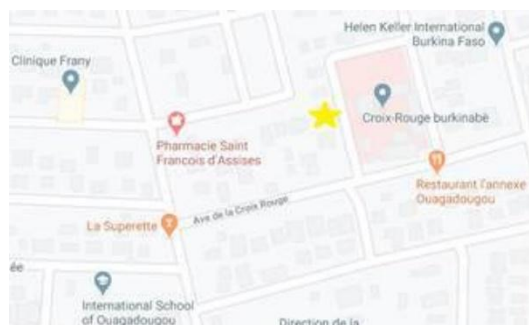 Helen Keller International
Burkina Faso
Clinique Frany
Croix-Rouge burkinabè
Pharmacie Saint
Francois d'Assises
Restaurant l'annexe
Ouagadougou
Ave de la Croix Rouge
La Superette
ée
International School
of Ouagadougou
Direction de la